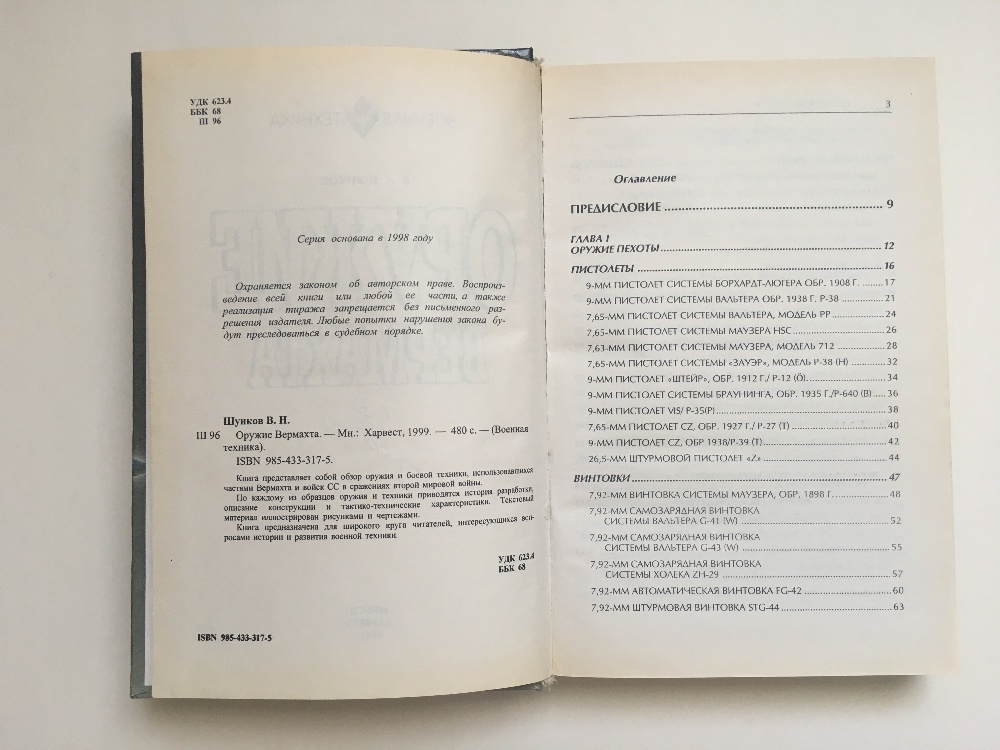 УДК 623.4
ББК 68
Ш 96
Серия основана в 1998 году
Охраняется законом об авторском праве. Воспроиз-
ведение всей книги или любой ее части, а также
реализация тиража запрещается без письменного раз-
решения издателя. Любые попытки нарушения закона бу-
дут преследоваться в судебном порядке.
Шунков В. Н.
Ш 96 Оружие Вермахта. — Мн.: Харвест, 1999. — 480 с. — (Военная
техника).
ISBN 985-433-317-5.
Книга представляет собой обзор оружия и боевой техники, использовавшихся
частями Вермахта и войск СС в сражениях второй мировой войны.
По каждому из образцов оружия и техники приводятся история разработки,
описание конструкции и тактико-технические характеристики. Текстовый
материал иллюстрирован рисунками и чертежами.
Книга предназначена для широкого круга читателей, интересующихся воп-
росами истории и развития военной техники.
УДК 623.4
ББК 68
ISBN 985-433-317-5
3
Оглавление
ПРЕДИСЛОВИЕ ........ 9
ГЛАВА I
ОРУЖИЕ ПЕХОТЫ ........ 12
ПИСТОЛЕТЫ ........ 16
9-ММ ПИСТОЛЕТ СИСТЕМЫ БОРХАРДТ-ЛЮГЕРА ОБР. 1908 Г. ........ 17
9-ММ ПИСТОЛЕТ СИСТЕМЫ ВАЛЬТЕРА ОБР. 1938 Г. Р-38 ........ 21
7,65-ММ ПИСТОЛЕТ СИСТЕМЫ ВАЛЬТЕРА, МОДЕЛЬ РР ........ 24
7,65-ММ ПИСТОЛЕТ СИСТЕМЫ МАУЗЕРА HSC ........ 26
7,63-ММ ПИСТОЛЕТ СИСТЕМЫ МАУЗЕРА, МОДЕЛЬ 712 ........ 28
7,65-ММ ПИСТОЛЕТ СИСТЕМЫ «ЗАУЭР», МОДЕЛЬ Р-38 (Н) ........ 32
9-ММ ПИСТОЛЕТ «ШТЕЙР», ОБР. 1912 Г./ Р-12 (Ö) ........ 34
9-ММ ПИСТОЛЕТ СИСТЕМЫ БРАУНИНГА, ОБР. 1935 Г./Р-640 (В) ........ 36
9-ММ ПИСТОЛЕТ VIS/ Р-35(Р) ........ 38
7,65-ММ ПИСТОЛЕТ CZ, ОБР. 1927 Г./ Р-27 (Т) ........ 40
9-ММ ПИСТОЛЕТ CZ, ОБР 1938/Р-39 (Т) ........ 42
26,5-ММ ШТУРМОВОЙ ПИСТОЛЕТ «Z» ........ 44
ВИНТОВКИ ........ 47
7,92-ММ ВИНТОВКА СИСТЕМЫ МАУЗЕРА, ОБР. 1898 Г. ........ 48
7,92-ММ САМОЗАРЯДНАЯ ВИНТОВКА
СИСТЕМЫ ВАЛЬТЕРА G-41 (W) ........ 52
7,92-ММ САМОЗАРЯДНАЯ ВИНТОВКА
СИСТЕМЫ ВАЛЬТЕРА G-43 (W) ........ 55
7,92-ММ САМОЗАРЯДНАЯ ВИНТОВКА
СИСТЕМЫ ХОЛЕКА ZH-29 ........ 57
7,92-ММ АВТОМАТИЧЕСКАЯ ВИНТОВКА FG-42 ........ 60
7,92-ММ ШТУРМОВАЯ ВИНТОВКА STG-44 ........ 63